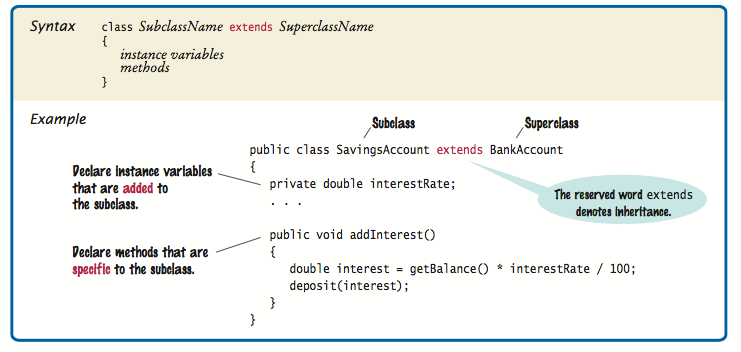 Syntax
class SubclassName extends SuperclassName
{
instance variables
methods
}
Example
Subclass
Superclass
public class SavingsAccount extends BankAccount
{
Declare instance variables
that are added to
the subclass.
private double interestRate;
. . .
The reserved word extends
denotes inheritance.
Declare methods that are
specific to the subclass.
public void addInterest()
{
double interest = getBalance() * interestRate / 100;
deposit(interest);
}
}